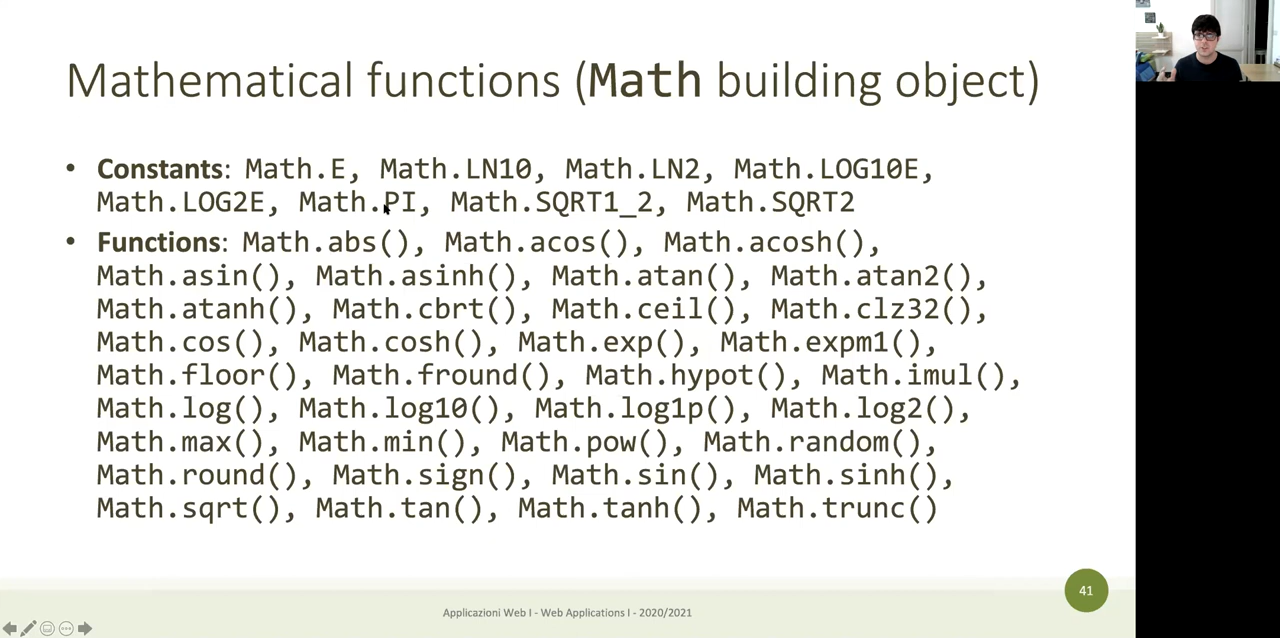 Mathematical functions (Math building object)
• Constants: Math.E, Math.LN10, Math.LN2, Math.LOG10E,
Math.LOG2E, Math.PI, Math.SQRT1_2, Math.SQRT2
• Functions: Math.abs(), Math.acos(), Math.acosh(),
Math.asin(), Math.asinh(), Math.atan(), Math.atan2(),
Math.atanh(), Math.cbrt(), Math.ceil(), Math.clz32(),
Math.cos(), Math.cosh(), Math.exp(), Math.expm1(),
Math.floor(), Math.fround(), Math.hypot(), Math.imul(),
Math.log(), Math.log10(), Math.log1p(), Math.log2(),
Math.max(), Math.min(), Math.pow(), Math.random(),
Math.round(), Math.sign(), Math.sin(), Math.sinh(),
Math.sqrt(), Math.tan(), Math.tanh(), Math.trunc()
41
Applicazioni Web I - Web Applications I - 2020/2021